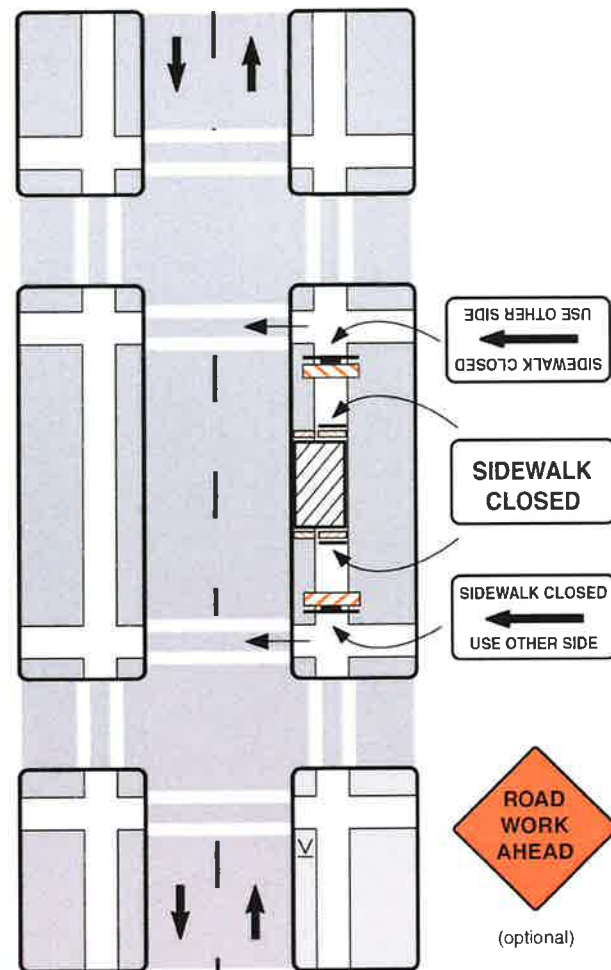 USE OTHER SIDE
SIDEWALK CLOSED
SIDEWALK
CLOSED
SIDEWALK CLOSED
USE OTHER SIDE
ROAD
WORK
AHEAD
(optional)